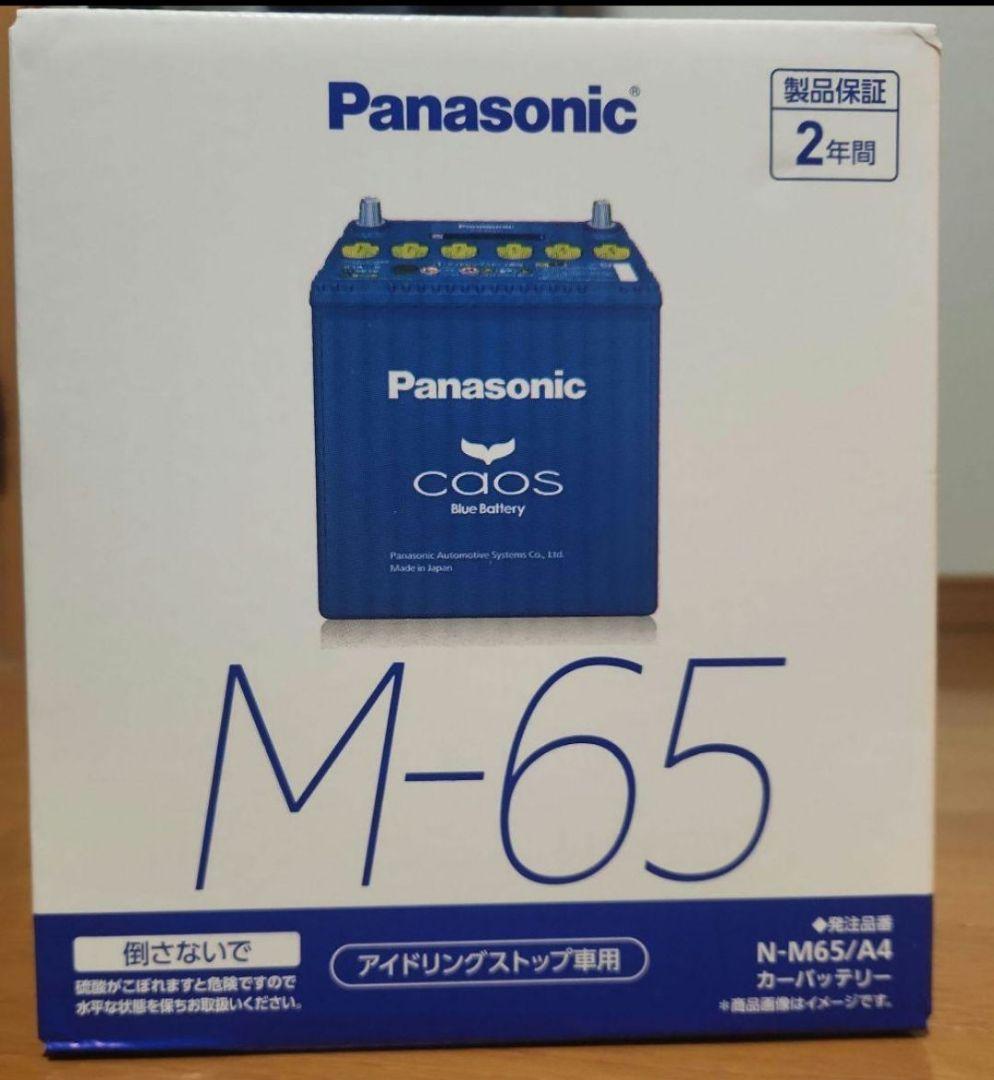 Panasonic®
製品保証
2年間
Panasonic
Panasonic
caos
Blue Battery
Panasonic Automotive Systems Co., Ltd.
Made in Japan
M-65
倒さないで
硫酸がこぼれますと危険ですので
水平な状態を保ちお取扱いください。
アイドリングストップ車用
◆発注品番
N-M65/A4
カーバッテリー
*商品画像はイメージです。